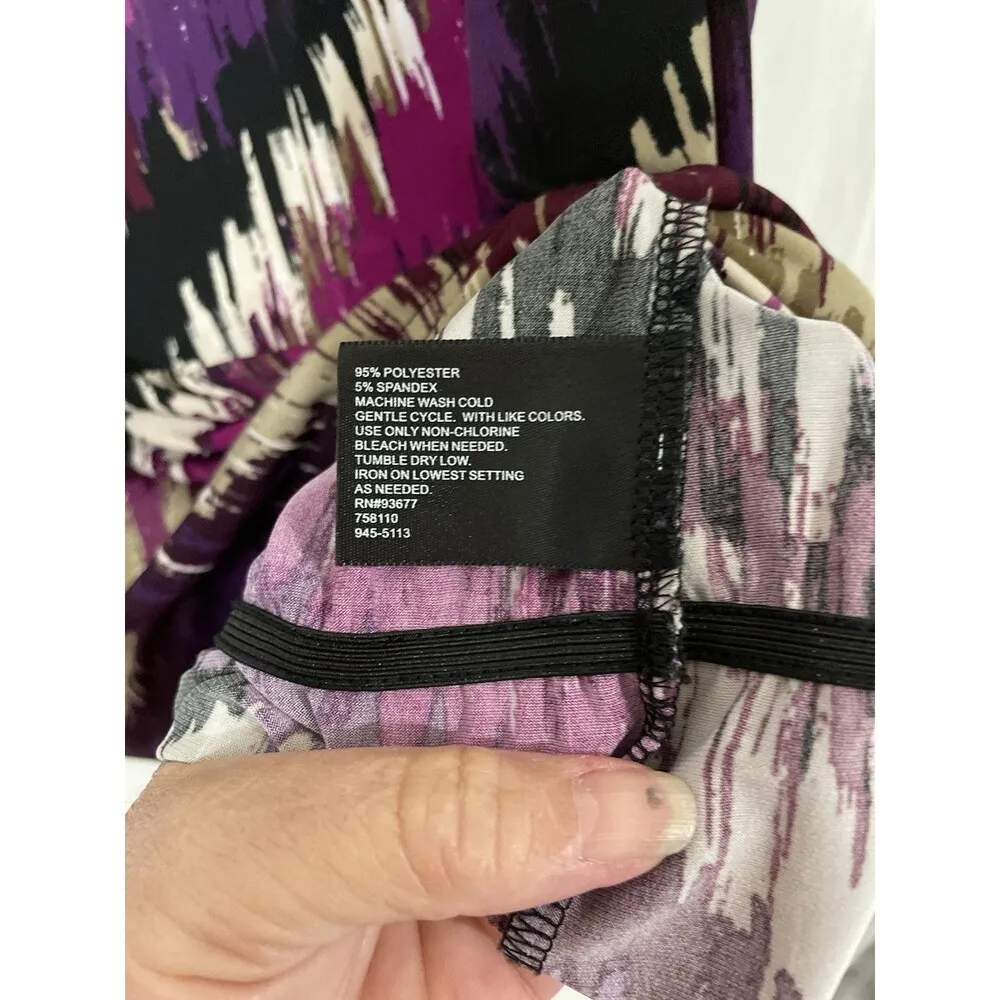 95% POLYESTER
5% SPANDEX
MACHINE WASH COLD
GENTLE CYCLE. WITH LIKE COLORS.
USE ONLY NON-CHLORINE
BLEACH WHEN NEEDED.
TUMBLE DRY LOW.
IRON ON LOWEST SETTING
AS NEEDED.
RN#93677
758110
945-5113